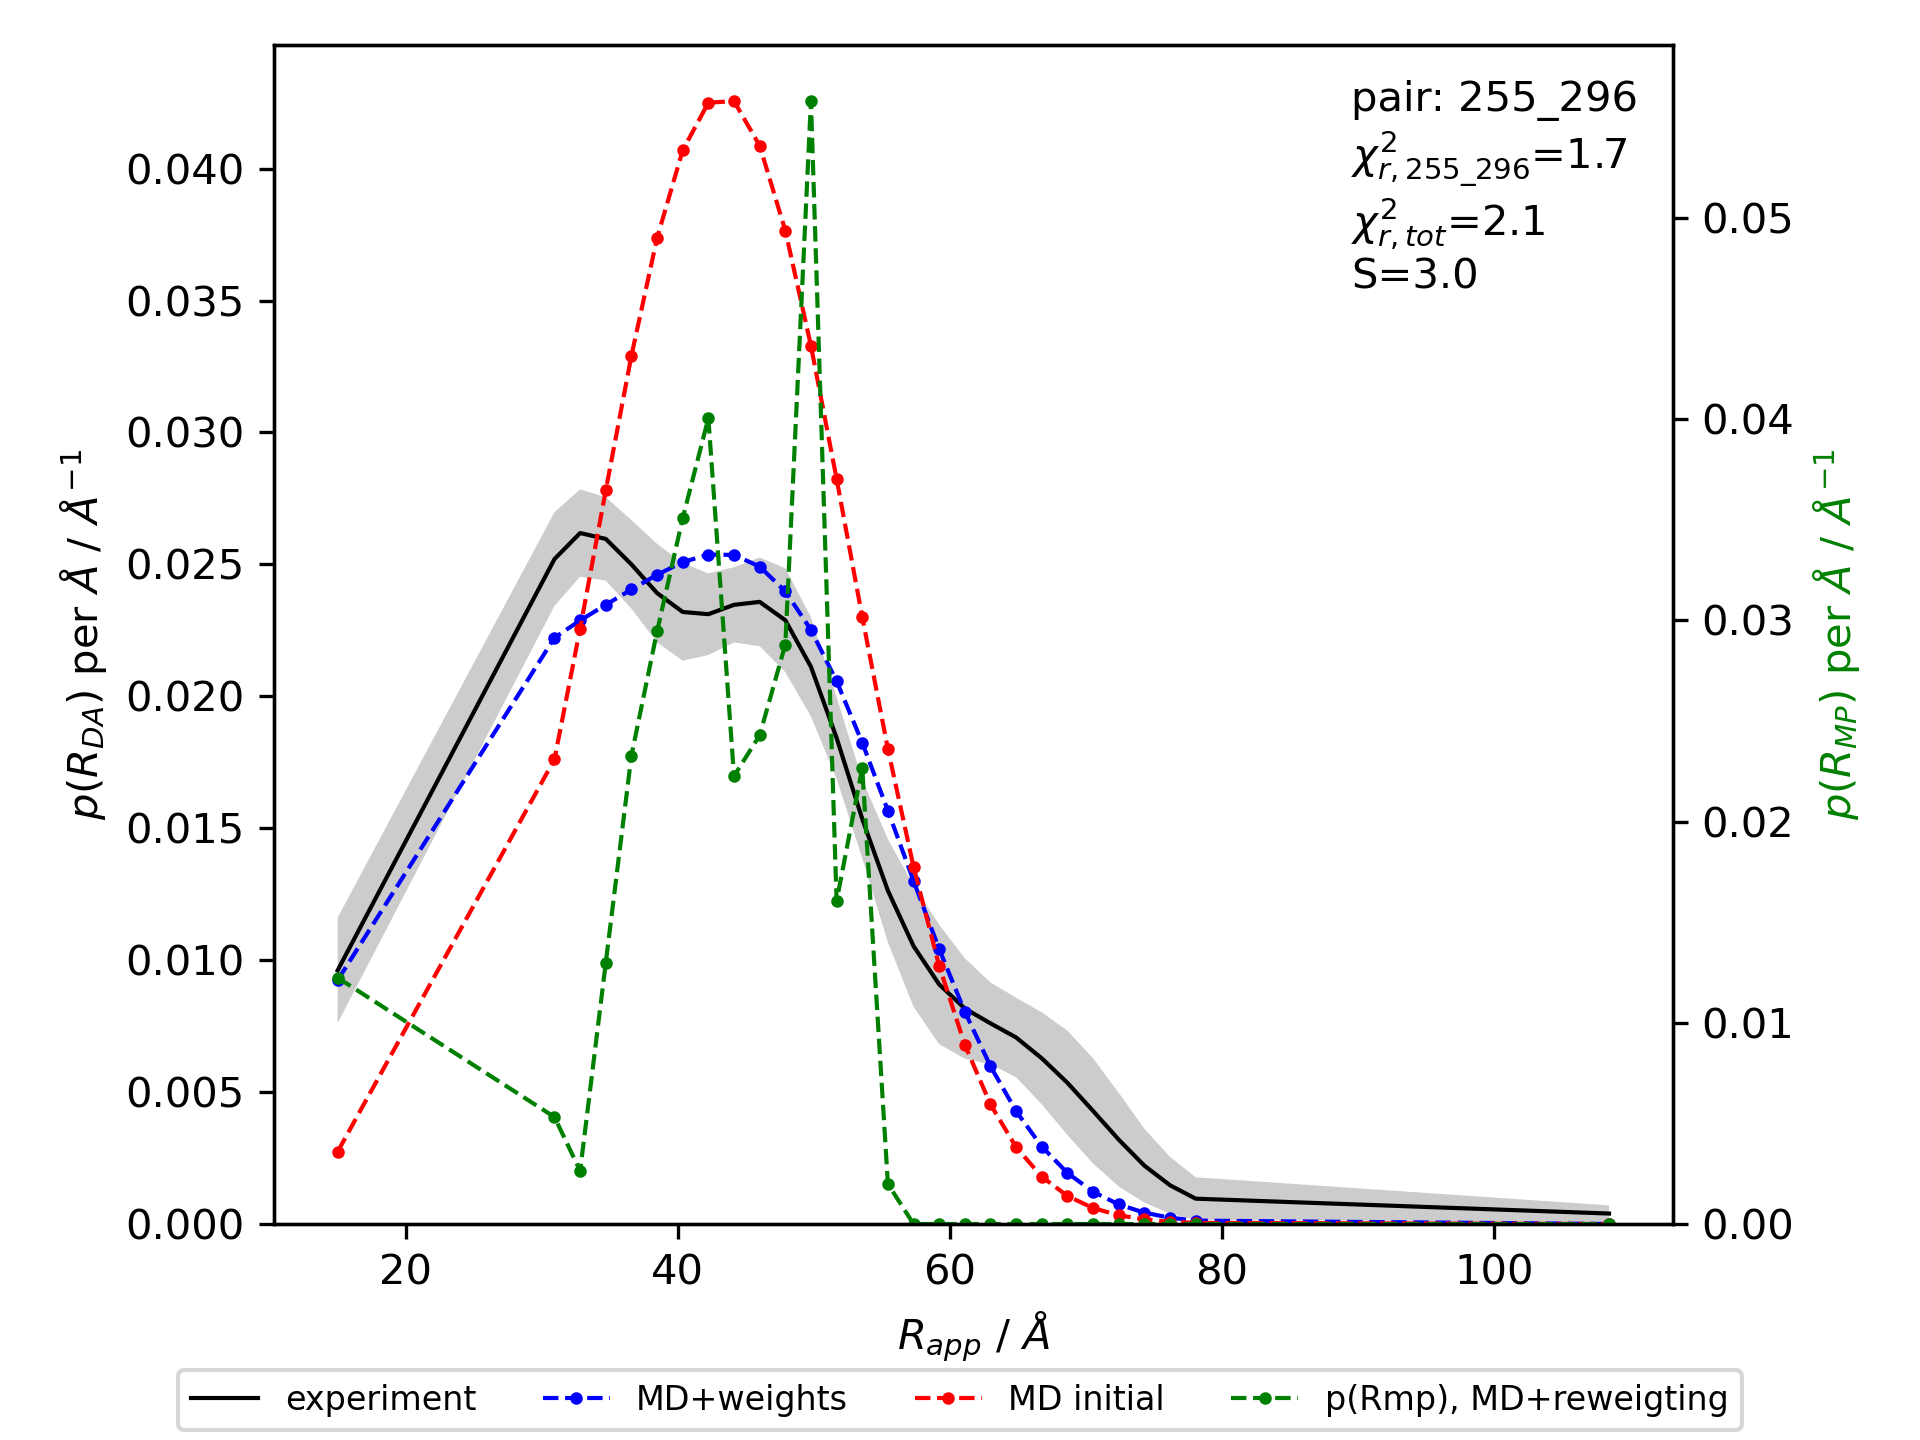 pair: 255_296
χ²r,255_296=1.7
χ²r,tot=2.1
S=3.0
0.040
0.035
0.030
0.025
0.020
0.015
0.010
0.005
0.000
p(R_DA) per Å / Å⁻¹
0.05
0.04
0.03
0.02
0.01
0.00
p(R_MP) per Å / Å⁻¹
20 40 60 80 100
R_app / Å
experiment MD+weights MD initial p(Rmp), MD+reweigting